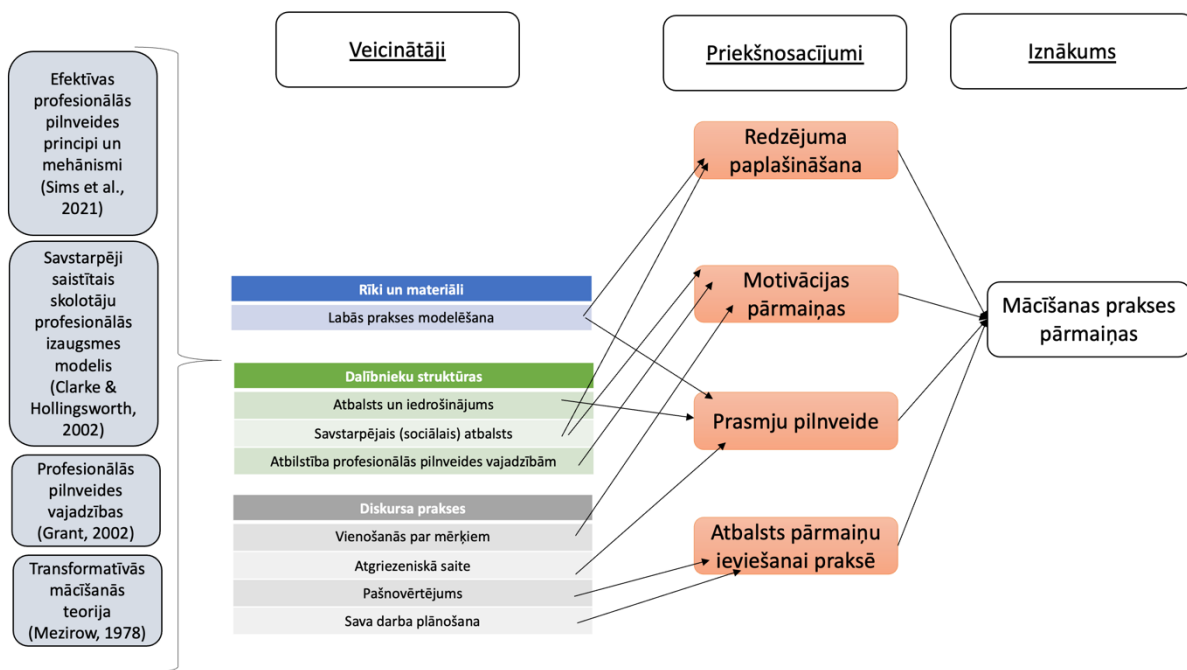 Veicinātāji
Priekšnosacījumi
Iznākums
Efektīvas
profesionālās
pilnveides
principi un
mehānismi
(Sims et al.,
2021)
Savstarpēji
saistītais
skolotāju
profesionālās
izaugsmes
modelis
(Clarke &
Hollingsworth,
2002)
Profesionālās
pilnveides
vajadzības
(Grant, 2002)
Transformatīvās
mācīšanās
teorija
(Mezirow, 1978)
Rīki un materiāli
Labās prakses modelēšana
Dalībnieku struktūras
Atbalsts un iedrošinājums
Savstarpējais (sociālais) atbalsts
Atbilstība profesionālās pilnveides vajadzībām
Diskursa prakses
Vienošanās par mērķiem
Atgriezeniskā saite
Pašnovērtējums
Sava darba plānošana
Redzējuma
paplašināšana
Motivācijas
pārmaiņas
Prasmju pilnveide
Atbalsts pārmaiņu
ieviešanai praksē
Mācīšanas prakses
pārmaiņas